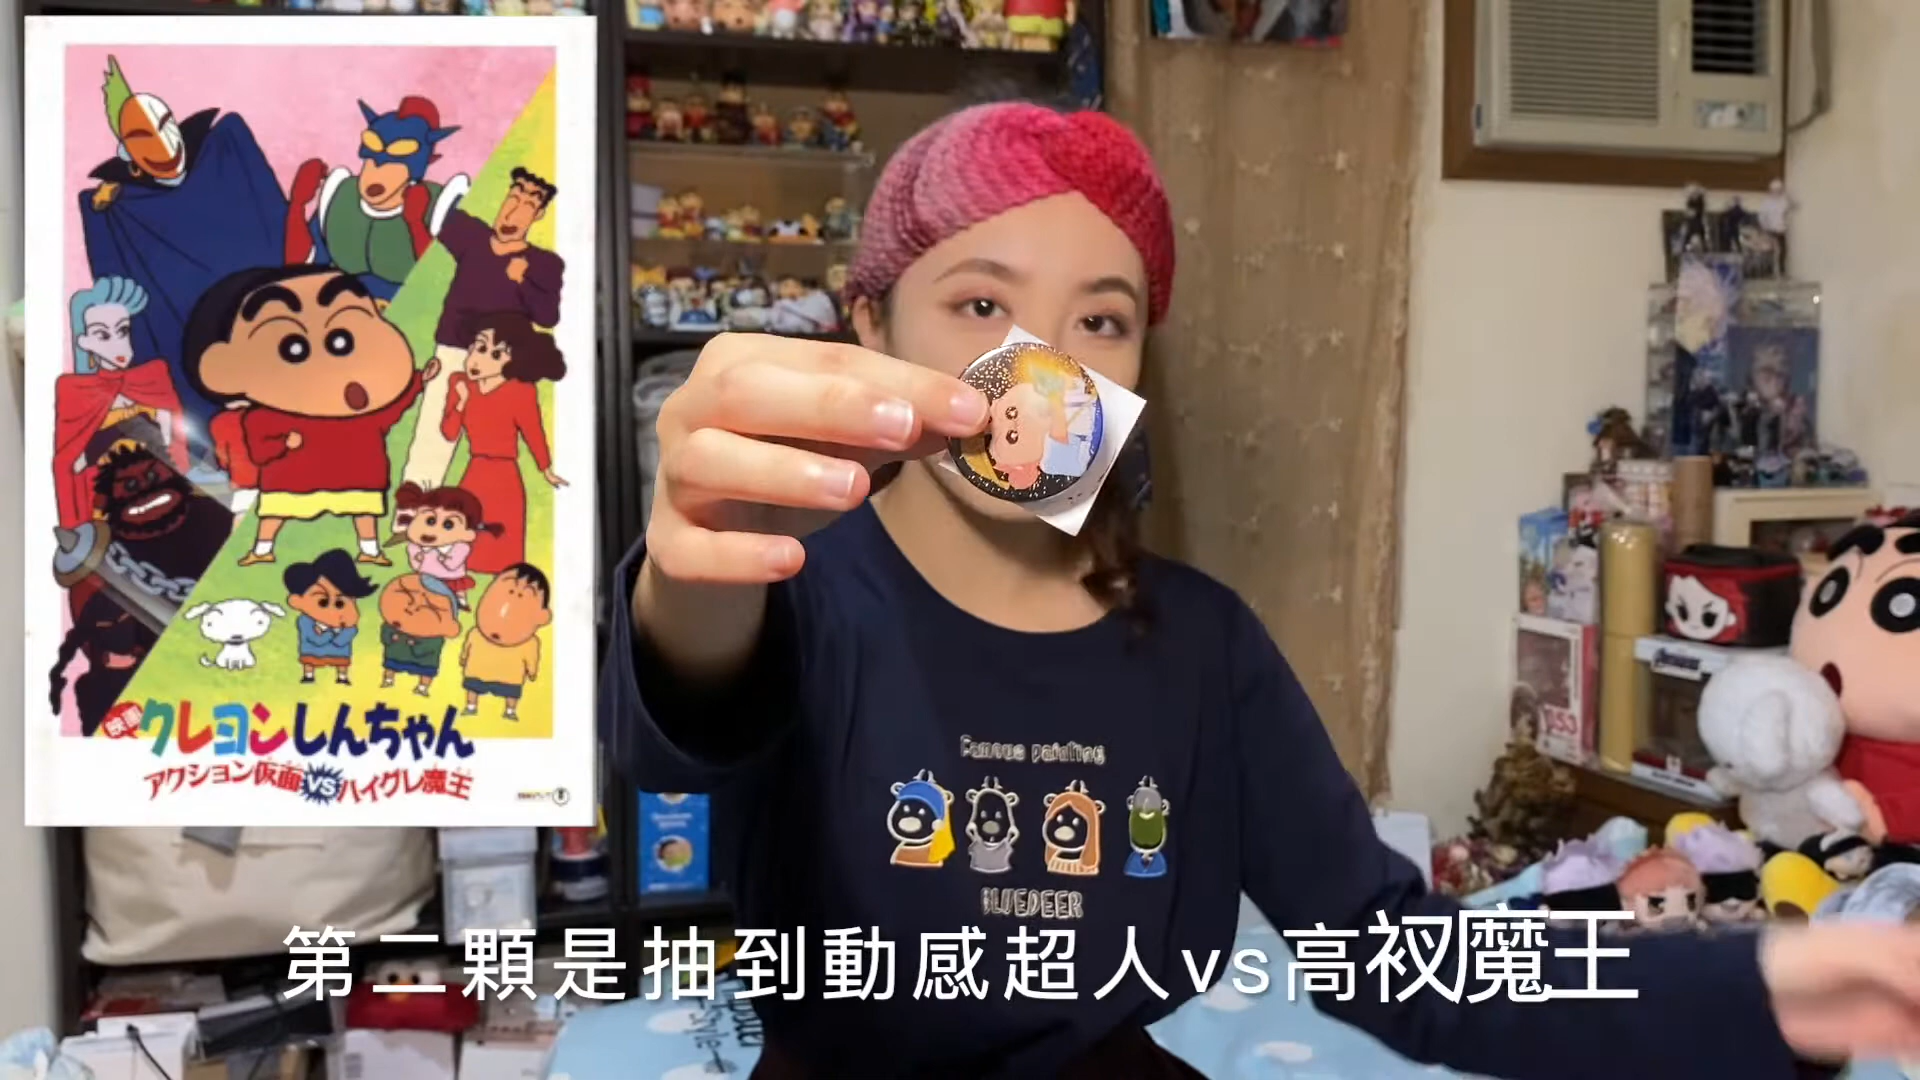 映画
クレヨンしんちゃん
アクション仮面VSハイグレ魔王
Famous painting
BLUEDEER
第二顆是抽到動感超人vs高衩魔王